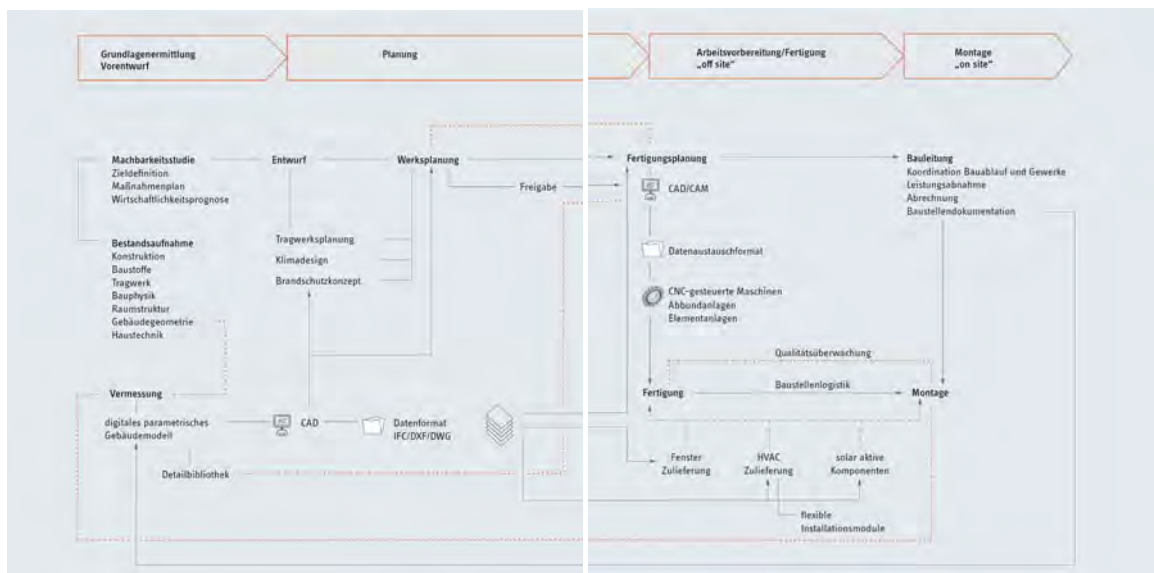 Grundlagenermittlung
Vorentwurf
Planung
Arbeitsvorbereitung/Fertigung
„off site“
Montage
„on site“
Machbarkeitsstudie
Zieldefinition
Maßnahmenplan
Wirtschaftlichkeitsprognose
Entwurf
Werksplanung
Freigabe
Fertigungsplanung
CAD/CAM
Bauleitung
Koordination Bauablauf und Gewerke
Leistungsabnahme
Abrechnung
Baustellendokumentation
Bestandsaufnahme
Konstruktion
Baustoffe
Tragwerk
Bauphysik
Raumstruktur
Gebäudegeometrie
Haustechnik
Tragwerksplanung
Klimadesign
Brandschutzkonzept
Datenaustauschformat
CNC-gesteuerte Maschinen
Abbundanlagen
Elementanlagen
Qualitätsüberwachung
Vermessung
Fertigung
Baustellenlogistik
Montage
digitales parametrisches
Gebäudemodell
CAD
Datenformat
IFC/DXF/DWG
Detailbibliothek
Fenster
Zulieferung
HVAC
Zulieferung
solar aktive
Komponenten
flexible
Installationsmodule